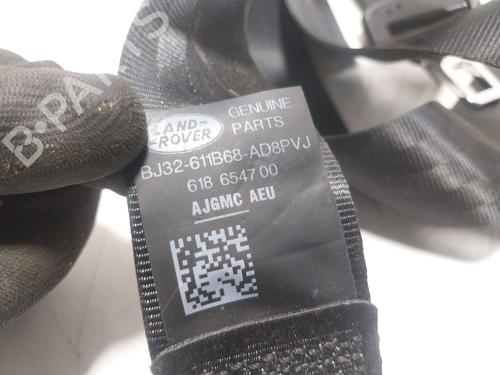 LAND-
ROVER
GENUINE
PARTS
BJ32-611B68-AD8PVJ
618 6547 00
AJGMC AEU
B-PARTS